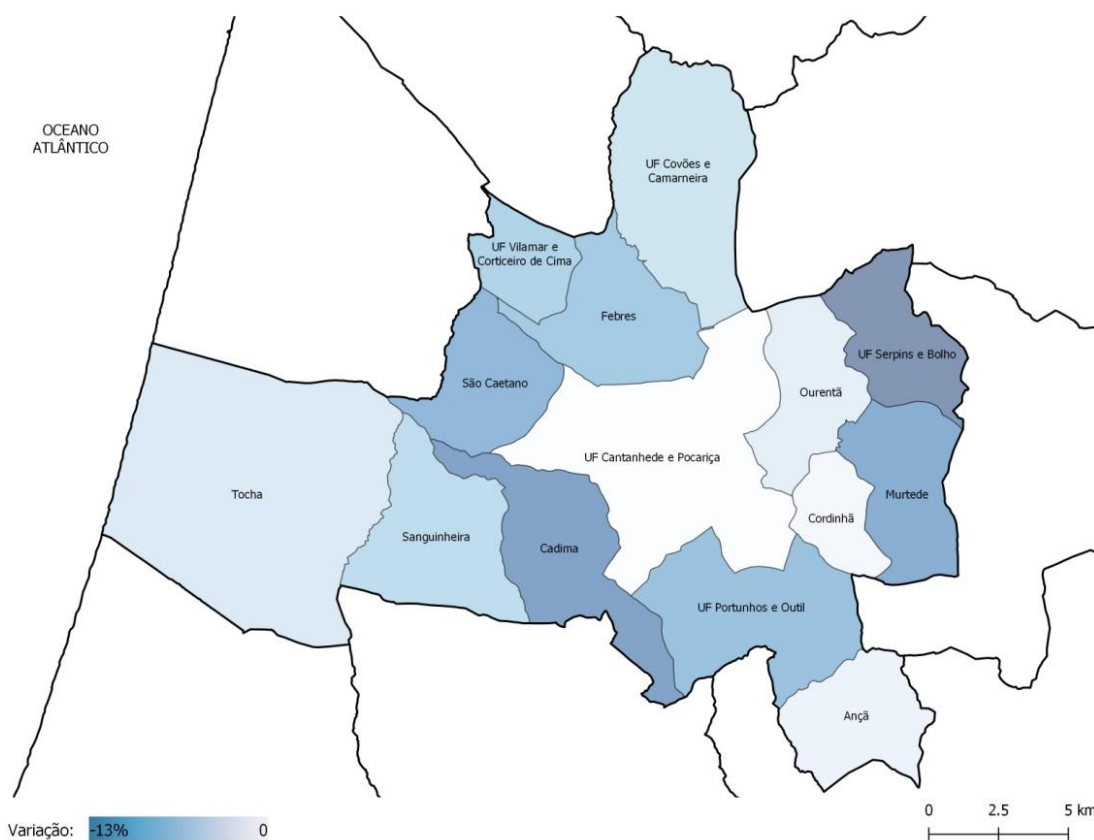 OCEANO
ATLÂNTICO
UF Covões e
Camarneira
UF Vilamar e
Corticeiro de Cima
Febres
UF Serpins e Bolho
São Caetano
Ourentã
UF Cantanhede e Pocariça
Tocha
Murtede
Cordinhã
Sanguinheira
Cadima
UF Portunhos e Outil
Ançã
0 2.5 5 km
Variação: -13% 0